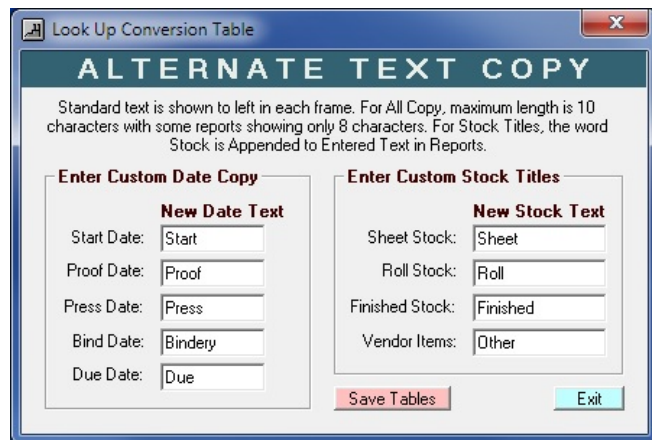 Look Up Conversion Table
ALTERNATE TEXT COPY
Standard text is shown to left in each frame. For All Copy, maximum length is 10
characters with some reports showing only 8 characters. For Stock Titles, the word
Stock is Appended to Entered Text in Reports.
Enter Custom Date Copy
New Date Text
Start Date: Start
Proof Date: Proof
Press Date: Press
Bind Date: Bindery
Due Date: Due
Enter Custom Stock Titles
New Stock Text
Sheet Stock: Sheet
Roll Stock: Roll
Finished Stock: Finished
Vendor Items: Other
Save Tables
Exit